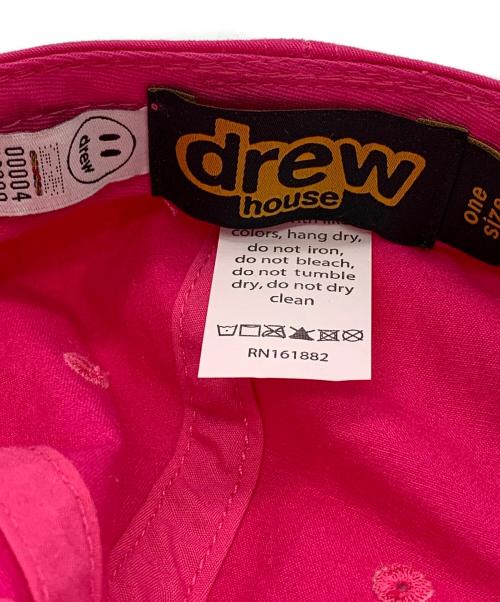 drew
house
one
size
drew
00004
colors, hang dry,
do not iron,
do not bleach,
do not tumble
dry, do not dry
clean
RN161882